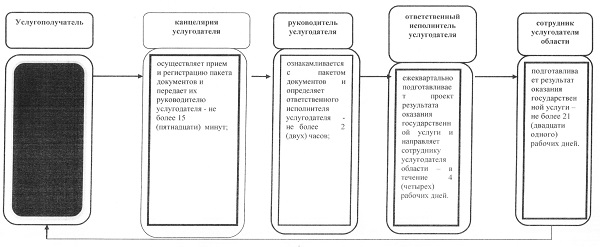 Услугополучатель
канцелярия
услугодателя
руководитель
услугодателя
ответственный
исполнитель
услугодателя
сотрудник
услугодателя
области
осуществляет прием
и регистрацию пакета
документов и
передает их
руководителю
услугодателя - не
более 15
(пятнадцати) минут;
ознакамливается
с пакетом
документов и
определяет
ответственного
исполнителя
услугодателя -
не более 2
(двух) часов;
ежеквартально
подготавливае
т проект
результата
оказания
государственн
ой услуги и
направляет
сотруднику
услугодателя
области – в
течение 4
(четырех)
рабочих дней.
подготавлива
ет результат
оказания
государствен
ной услуги –
не более 21
(двадцати
одного)
рабочих дней.